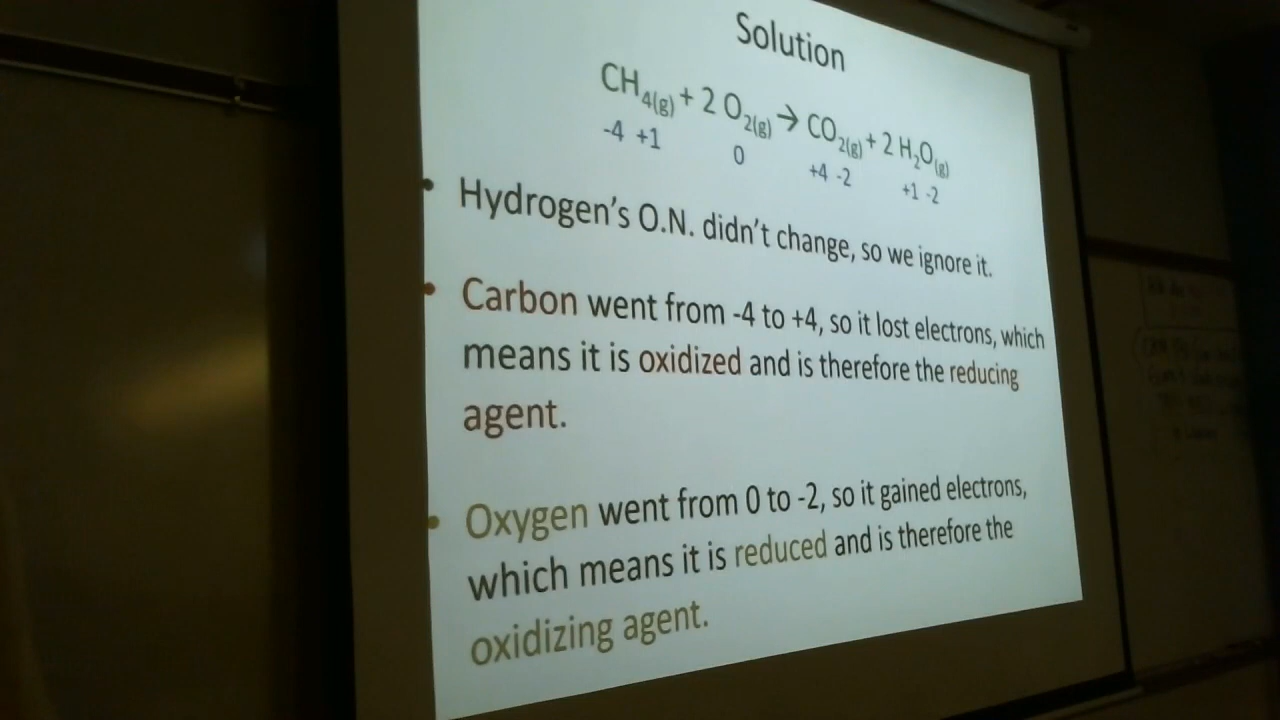 Solution
CH₄(g) + 2 O₂(g) → CO₂(g) + 2 H₂O(g)
-4 +1 0 +4 -2 +1 -2
• Hydrogen's O.N. didn't change, so we ignore it.
• Carbon went from -4 to +4, so it lost electrons, which
means it is oxidized and is therefore the reducing
agent.
• Oxygen went from 0 to -2, so it gained electrons,
which means it is reduced and is therefore the
oxidizing agent.